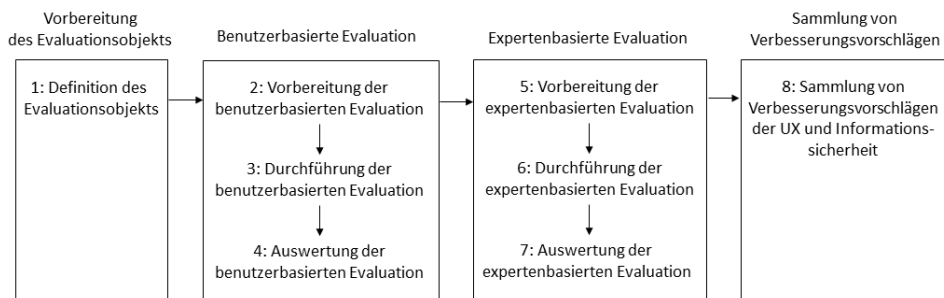 Vorbereitung
des Evaluationsobjekts
1: Definition des
Evaluationsobjekts
Benutzerbasierte Evaluation
2: Vorbereitung der
benutzerbasierten Evaluation
3: Durchführung der
benutzerbasierten Evaluation
4: Auswertung der
benutzerbasierten Evaluation
Expertenbasierte Evaluation
5: Vorbereitung der
expertenbasierten Evaluation
6: Durchführung der
expertenbasierten Evaluation
7: Auswertung der
expertenbasierten Evaluation
Sammlung von
Verbesserungsvorschlägen
8: Sammlung von
Verbesserungsvorschlägen
der UX und Informations-
sicherheit